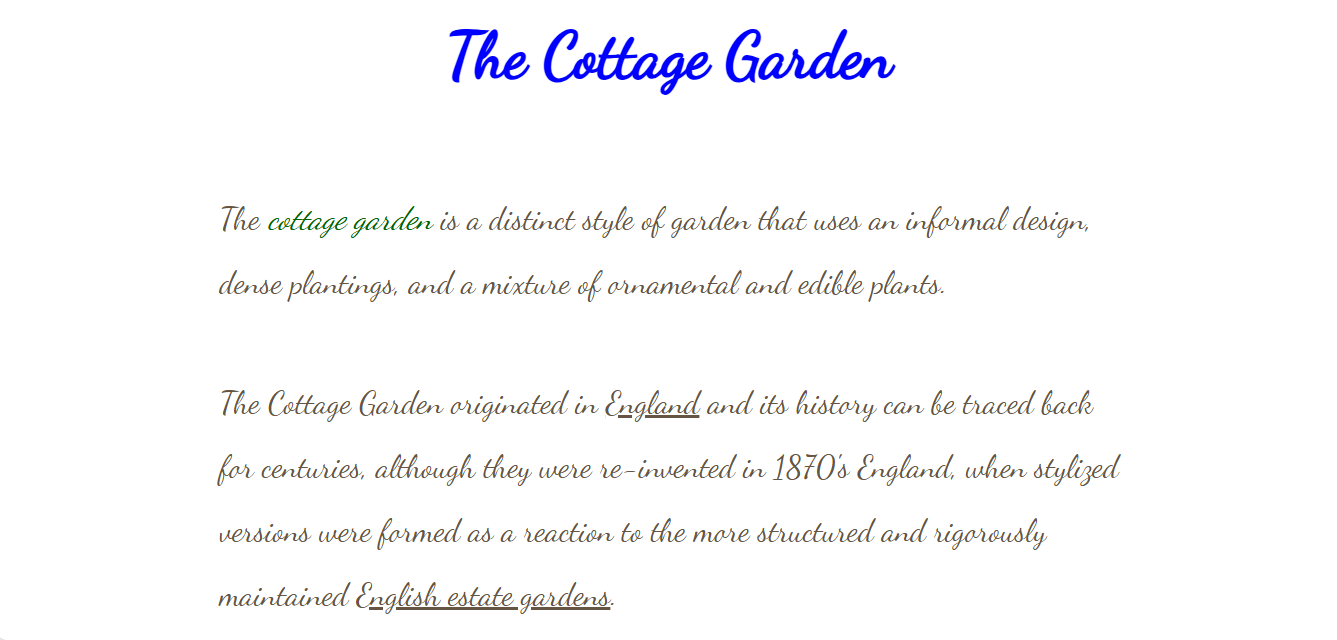 The Cottage Garden
The cottage garden is a distinct style of garden that uses an informal design,
dense plantings, and a mixture of ornamental and edible plants.
The Cottage Garden originated in England and its history can be traced back
for centuries, although they were re-invented in 1870's England, when stylized
versions were formed as a reaction to the more structured and rigorously
maintained English estate gardens.